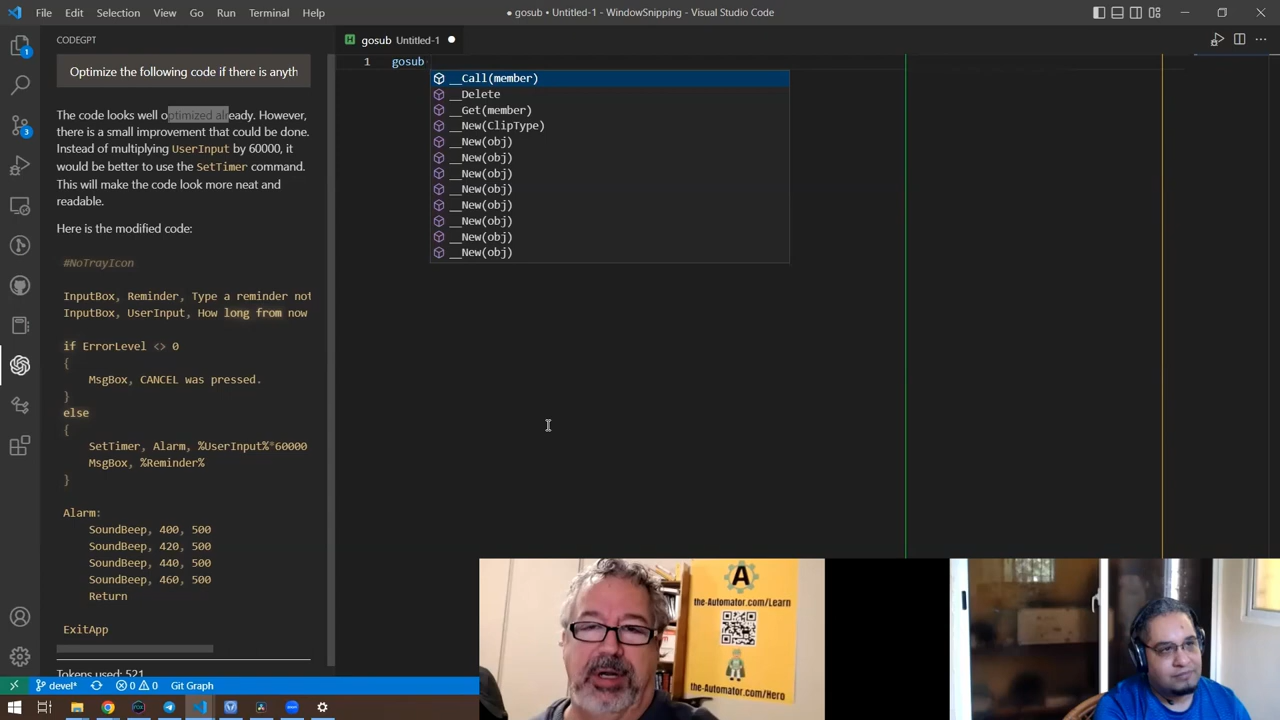 File Edit Selection View Go Run Terminal Help
● gosub Untitled-1 - WindowSnipping - Visual Studio Code
CODEGPT
Optimize the following code if there is anyth
The code looks well optimized already. However,
there is a small improvement that could be done.
Instead of multiplying UserInput by 60000, it
would be better to use the SetTimer command.
This will make the code look more neat and
readable.
Here is the modified code:
#NoTrayIcon
InputBox, Reminder, Type a reminder not
InputBox, UserInput, How long from now
if ErrorLevel <> 0
{
MsgBox, CANCEL was pressed.
}
else
{
SetTimer, Alarm, %UserInput%*60000
MsgBox, %Reminder%
}
Alarm:
SoundBeep, 400, 500
SoundBeep, 420, 500
SoundBeep, 440, 500
SoundBeep, 460, 500
Return
ExitApp
Tokens used: 521
gosub Untitled-1 ●
1 gosub
__Call(member)
__Delete
__Get(member)
__New(ClipType)
__New(obj)
__New(obj)
__New(obj)
__New(obj)
__New(obj)
__New(obj)
__New(obj)
__New(obj)
1
3
A
the-Automator.com/Learn
the-Automator.com/Hero
devel* 0 0 Git Graph